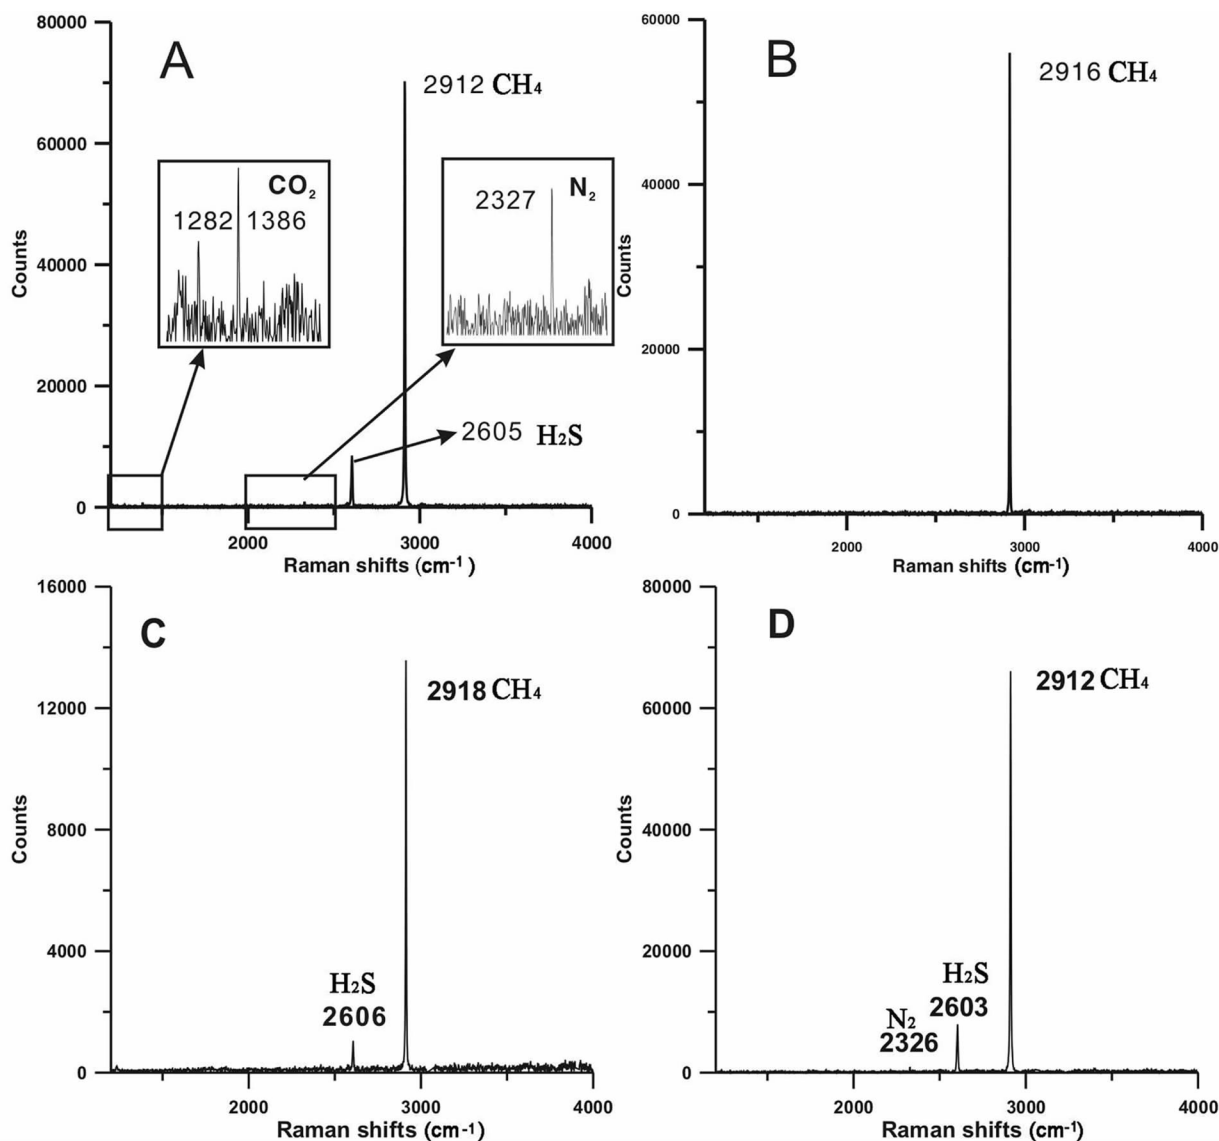 A
80000
60000
40000
20000
0
Counts
2912 CH₄
CO₂
1282 1386
N₂
2327
2605 H₂S
2000 3000 4000
Raman shifts (cm⁻¹)
B
60000
40000
20000
0
Counts
2916 CH₄
2000 3000 4000
Raman shifts (cm⁻¹)
C
16000
12000
8000
4000
0
Counts
2918 CH₄
H₂S
2606
2000 3000 4000
Raman shifts (cm⁻¹)
D
80000
60000
40000
20000
0
Counts
2912 CH₄
H₂S
2603
N₂
2326
2000 3000 4000
Raman shifts (cm⁻¹)